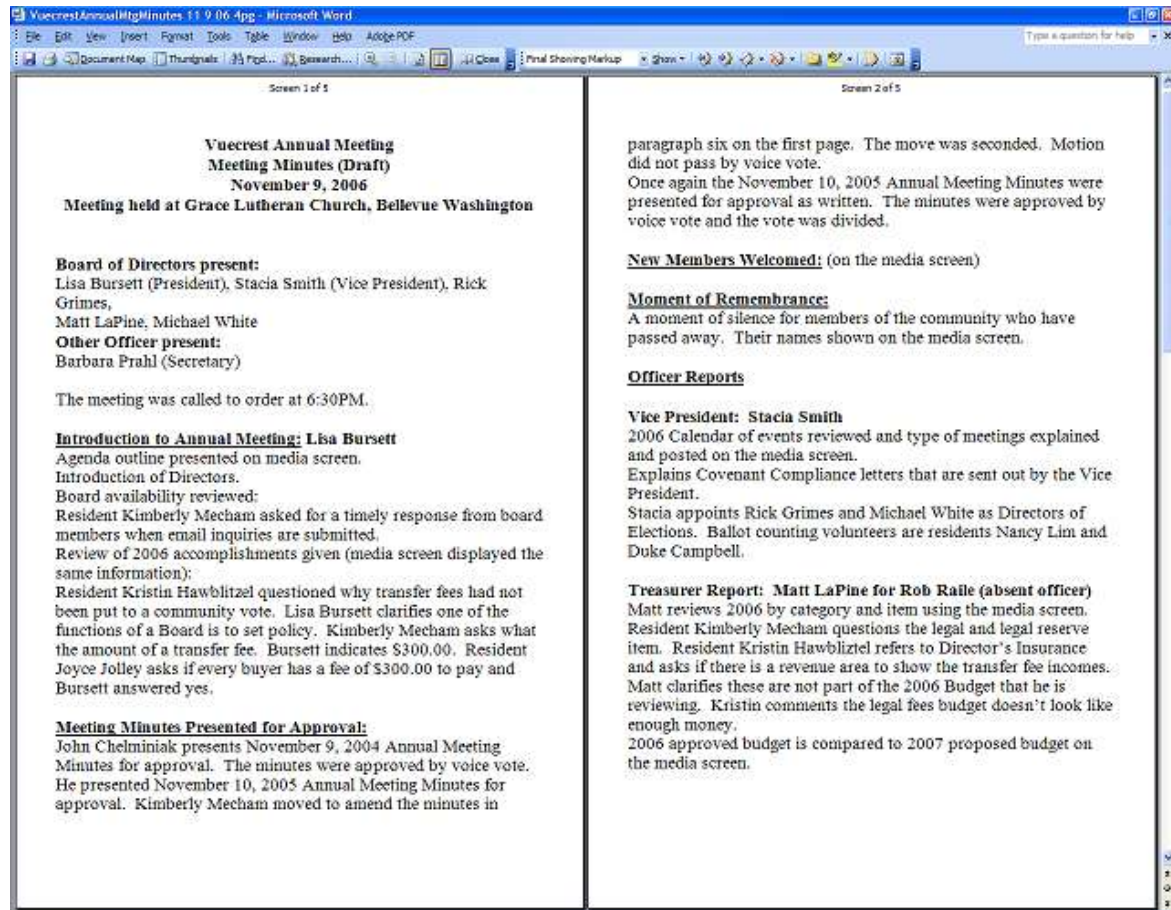 VuecrestAnnualMtgMinutes 11 9 06 4pg - Microsoft Word
File Edit View Insert Format Tools Table Window Help Adobe PDF
Type a question for help
Document Map Thumbnails Find... Research... Close Final Showing Markup Show
Screen 1 of 5
Vuecrest Annual Meeting
Meeting Minutes (Draft)
November 9, 2006
Meeting held at Grace Lutheran Church, Bellevue Washington
Board of Directors present:
Lisa Bursett (President), Stacia Smith (Vice President), Rick
Grimes,
Matt LaPine, Michael White
Other Officer present:
Barbara Prahl (Secretary)
The meeting was called to order at 6:30PM.
Introduction to Annual Meeting: Lisa Bursett
Agenda outline presented on media screen.
Introduction of Directors.
Board availability reviewed:
Resident Kimberly Mecham asked for a timely response from board
members when email inquiries are submitted.
Review of 2006 accomplishments given (media screen displayed the
same information):
Resident Kristin Hawblitzel questioned why transfer fees had not
been put to a community vote. Lisa Bursett clarifies one of the
functions of a Board is to set policy. Kimberly Mecham asks what
the amount of a transfer fee. Bursett indicates $300.00. Resident
Joyce Jolley asks if every buyer has a fee of $300.00 to pay and
Bursett answered yes.
Meeting Minutes Presented for Approval:
John Chelminiak presents November 9, 2004 Annual Meeting
Minutes for approval. The minutes were approved by voice vote.
He presented November 10, 2005 Annual Meeting Minutes for
approval. Kimberly Mecham moved to amend the minutes in
Screen 2 of 5
paragraph six on the first page. The move was seconded. Motion
did not pass by voice vote.
Once again the November 10, 2005 Annual Meeting Minutes were
presented for approval as written. The minutes were approved by
voice vote and the vote was divided.
New Members Welcomed: (on the media screen)
Moment of Remembrance:
A moment of silence for members of the community who have
passed away. Their names shown on the media screen.
Officer Reports
Vice President: Stacia Smith
2006 Calendar of events reviewed and type of meetings explained
and posted on the media screen.
Explains Covenant Compliance letters that are sent out by the Vice
President.
Stacia appoints Rick Grimes and Michael White as Directors of
Elections. Ballot counting volunteers are residents Nancy Lim and
Duke Campbell.
Treasurer Report: Matt LaPine for Rob Raile (absent officer)
Matt reviews 2006 by category and item using the media screen.
Resident Kimberly Mecham questions the legal and legal reserve
item. Resident Kristin Hawbliztel refers to Director's Insurance
and asks if there is a revenue area to show the transfer fee incomes.
Matt clarifies these are not part of the 2006 Budget that he is
reviewing. Kristin comments the legal fees budget doesn't look like
enough money.
2006 approved budget is compared to 2007 proposed budget on
the media screen.